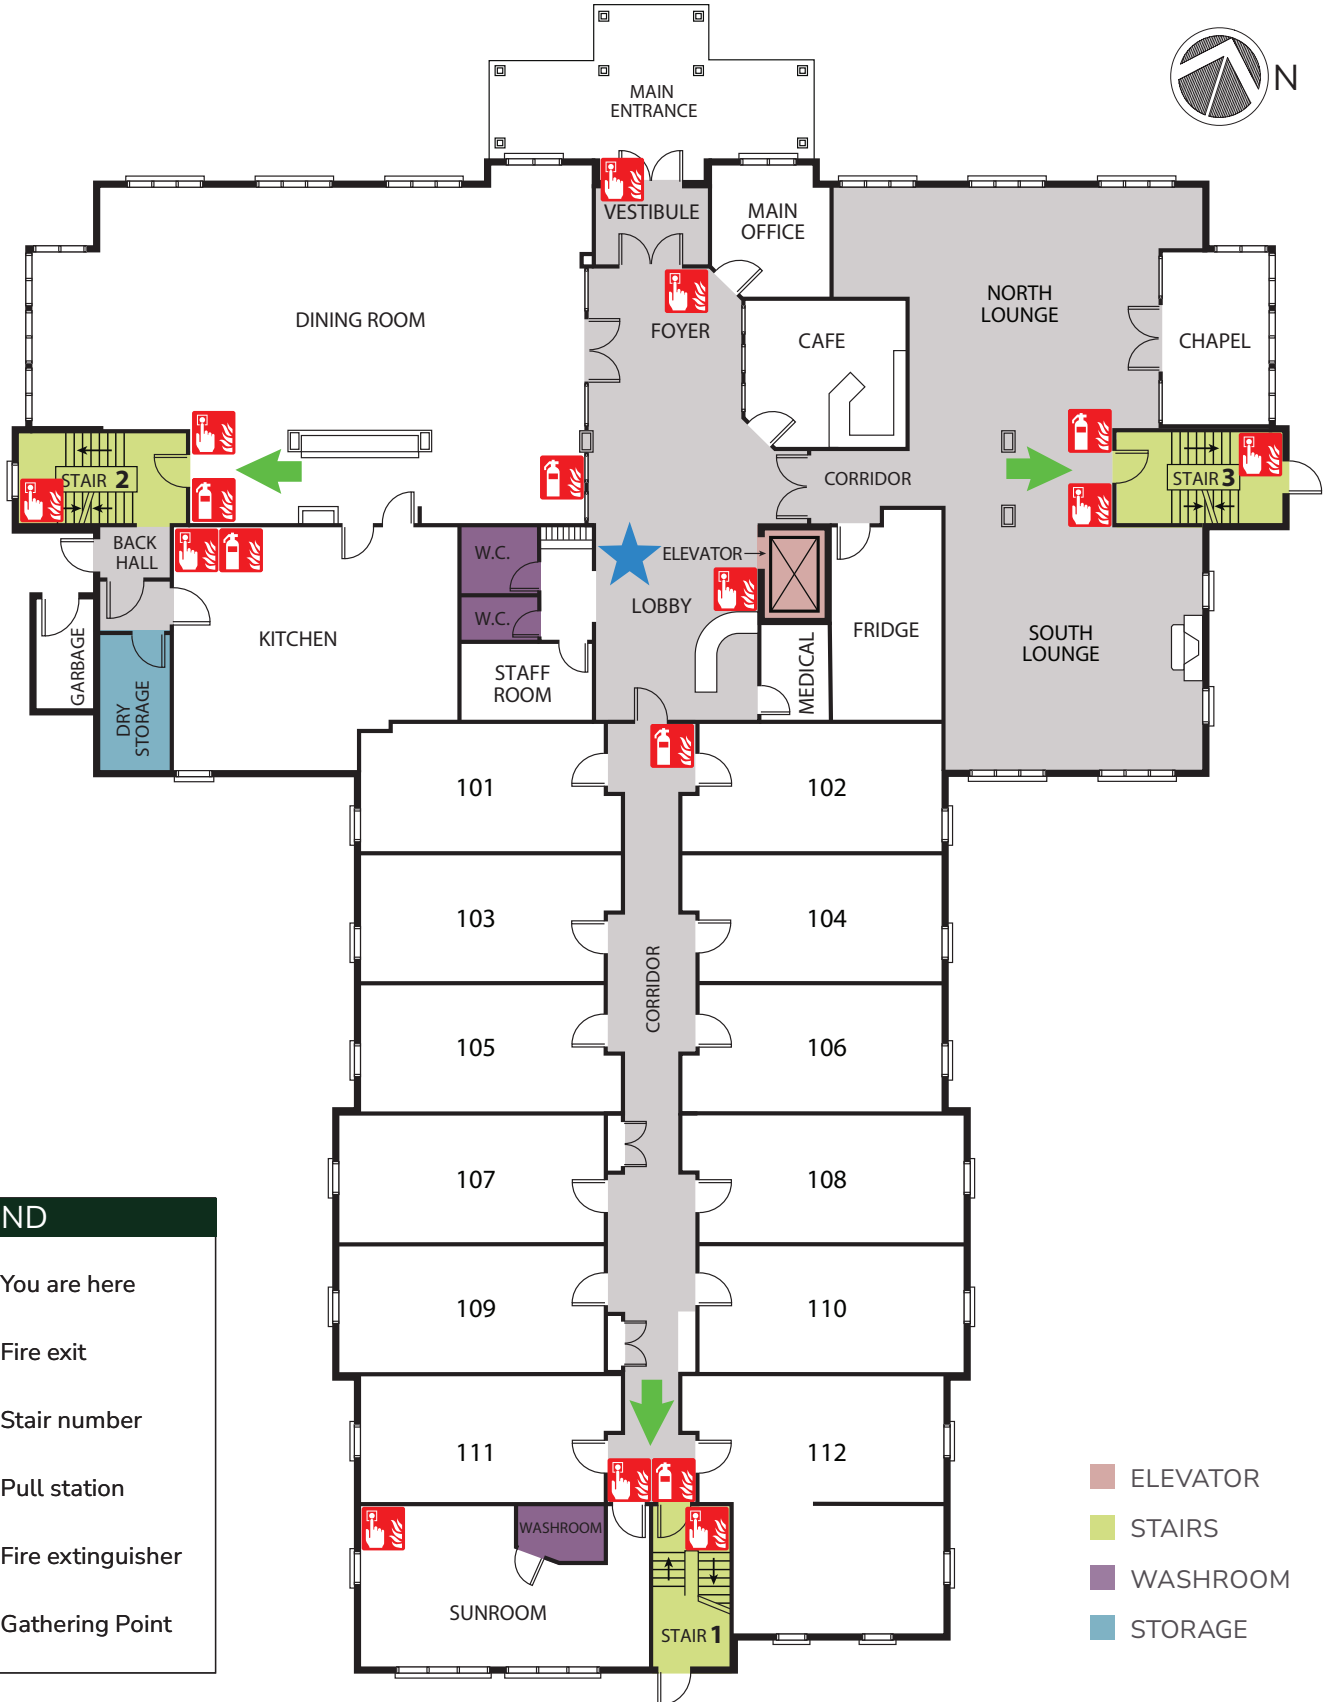 MAIN
ENTRANCE
N
VESTIBULE
MAIN
OFFICE
DINING ROOM
FOYER
CAFE
NORTH
LOUNGE
CHAPEL
STAIR 2
CORRIDOR
STAIR 3
BACK
HALL
W.C.
ELEVATOR
W.C.
LOBBY
KITCHEN
FRIDGE
SOUTH
LOUNGE
GARBAGE
STAFF
ROOM
MEDICAL
DRY
STORAGE
101
102
103
104
CORRIDOR
105
106
107
108
109
110
111
112
WASHROOM
SUNROOM
STAIR 1
ND
You are here
Fire exit
Stair number
Pull station
Fire extinguisher
Gathering Point
ELEVATOR
STAIRS
WASHROOM
STORAGE